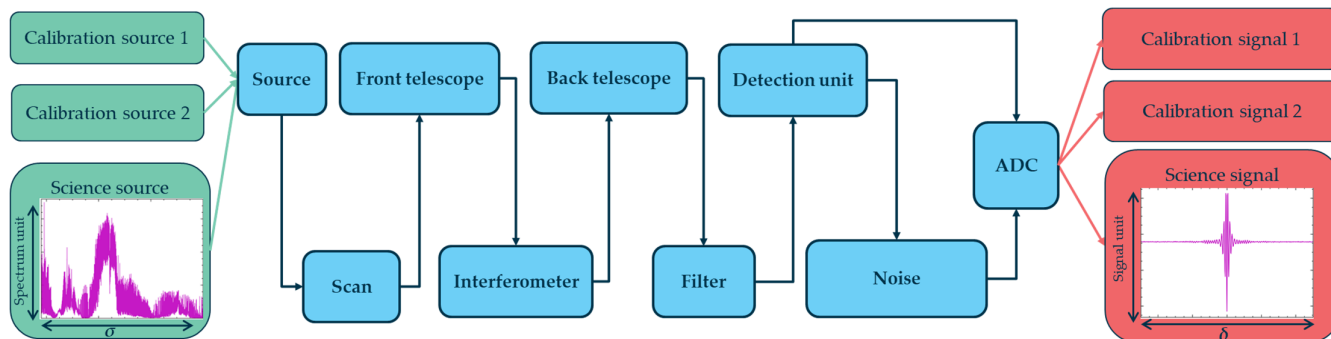 Calibration source 1
Calibration source 2
Science source
Spectrum unit
σ
Source
Scan
Front telescope
Interferometer
Back telescope
Filter
Detection unit
Noise
ADC
Calibration signal 1
Calibration signal 2
Science signal
Signal unit
δ